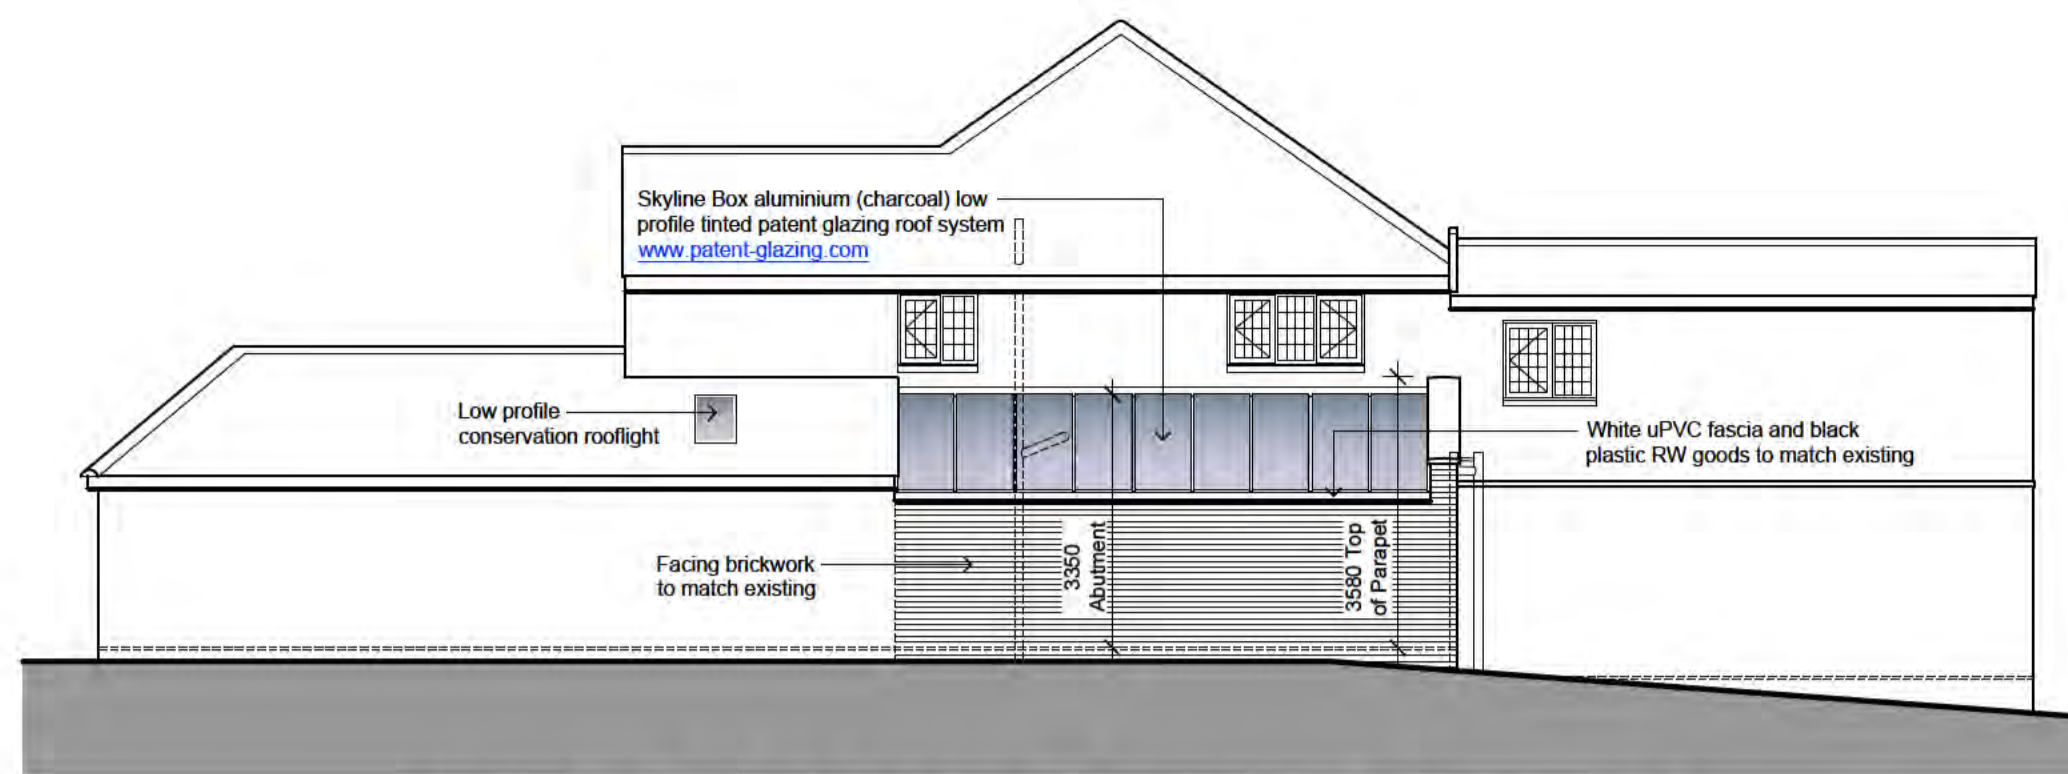 Skyline Box aluminium (charcoal) low
profile tinted patent glazing roof system
www.patent-glazing.com
Low profile
conservation rooflight
White uPVC fascia and black
plastic RW goods to match existing
Facing brickwork
to match existing
3350
Abutment
3580 Top
of Parapet